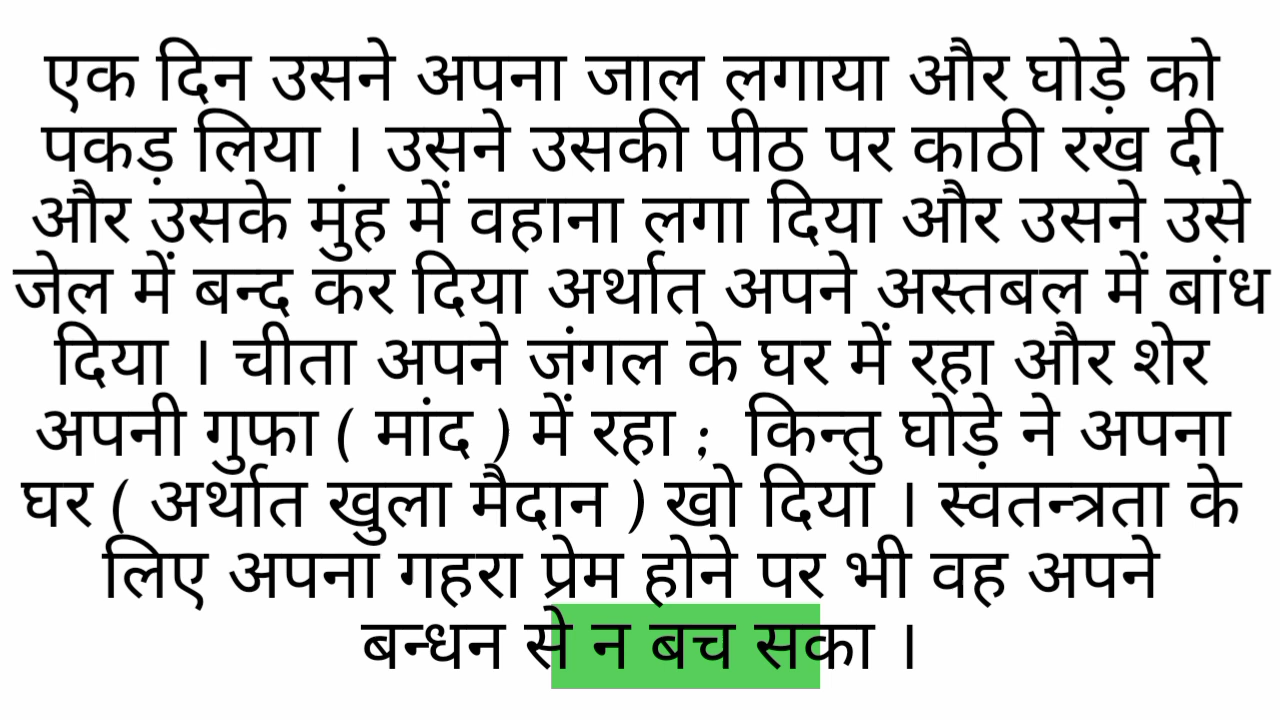 एक दिन उसने अपना जाल लगाया और घोड़े को
पकड़ लिया । उसने उसकी पीठ पर काठी रख दी
और उसके मुंह में वहाना लगा दिया और उसने उसे
जेल में बन्द कर दिया अर्थात अपने अस्तबल में बांध
दिया । चीता अपने जंगल के घर में रहा और शेर
अपनी गुफा ( मांद ) में रहा ; किन्तु घोड़े ने अपना
घर ( अर्थात खुला मैदान ) खो दिया । स्वतन्त्रता के
लिए अपना गहरा प्रेम होने पर भी वह अपने
बन्धन से न बच सका ।